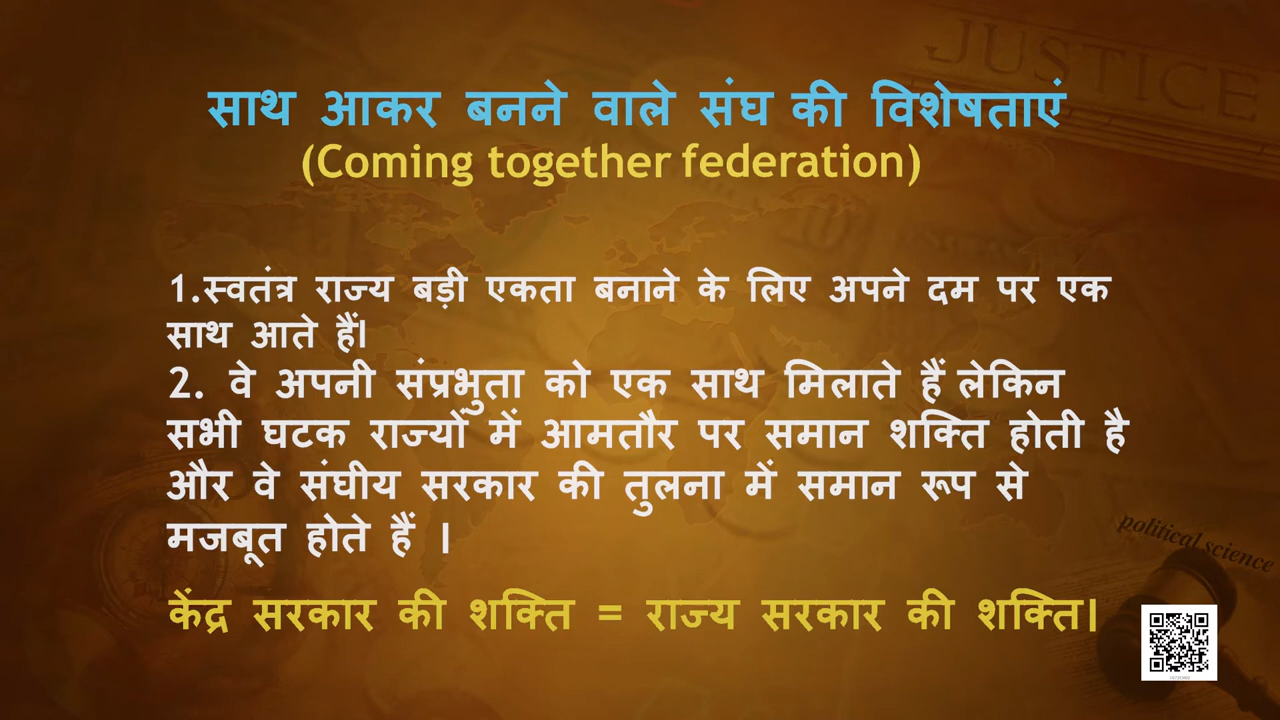 JUSTICE
साथ आकर बनने वाले संघ की विशेषताएं
(Coming together federation)
1.स्वतंत्र राज्य बड़ी एकता बनाने के लिए अपने दम पर एक
साथ आते हैं।
2. वे अपनी संप्रभुता को एक साथ मिलाते हैं लेकिन
सभी घटक राज्यों में आमतौर पर समान शक्ति होती है
और वे संघीय सरकार की तुलना में समान रूप से
मजबूत होते हैं ।
political science
केंद्र सरकार की शक्ति = राज्य सरकार की शक्ति।